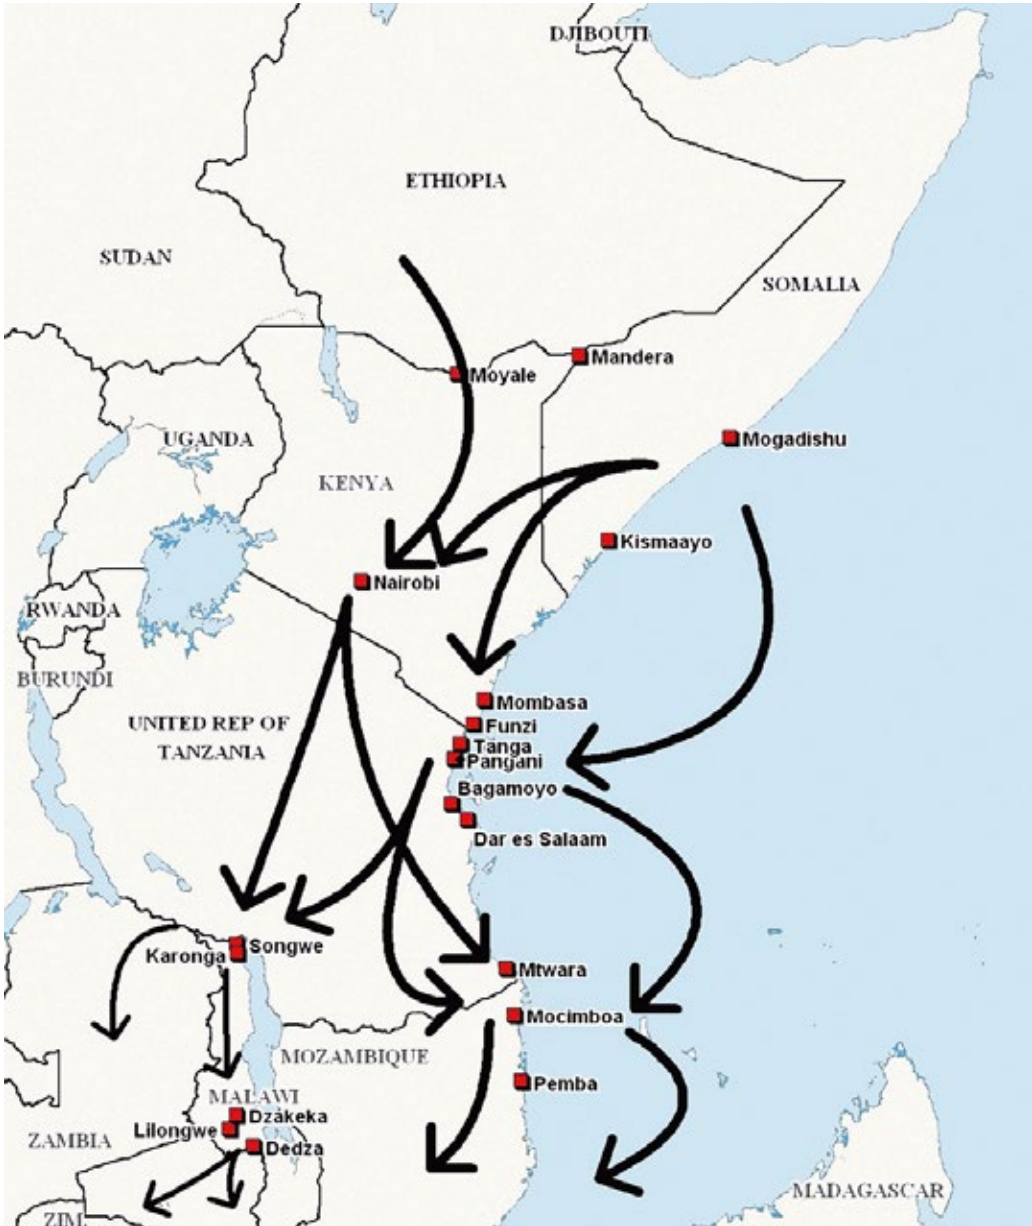 DJIBOUTI
ETHIOPIA
SUDAN
SOMALIA
Mandera
Moyale
Mogadishu
UGANDA
KENYA
Kismaayo
Nairobi
RWANDA
BURUNDI
Mombasa
UNITED REP OF
TANZANIA
Funzi
Tanga
Pangani
Bagamoyo
Dar es Salaam
Songwe
Karonga
Mtwara
Mocimboa
MOZAMBIQUE
Pemba
MALAWI
Dzakeka
Lilongwe
ZAMBIA
Dedza
MADAGASCAR
ZIM